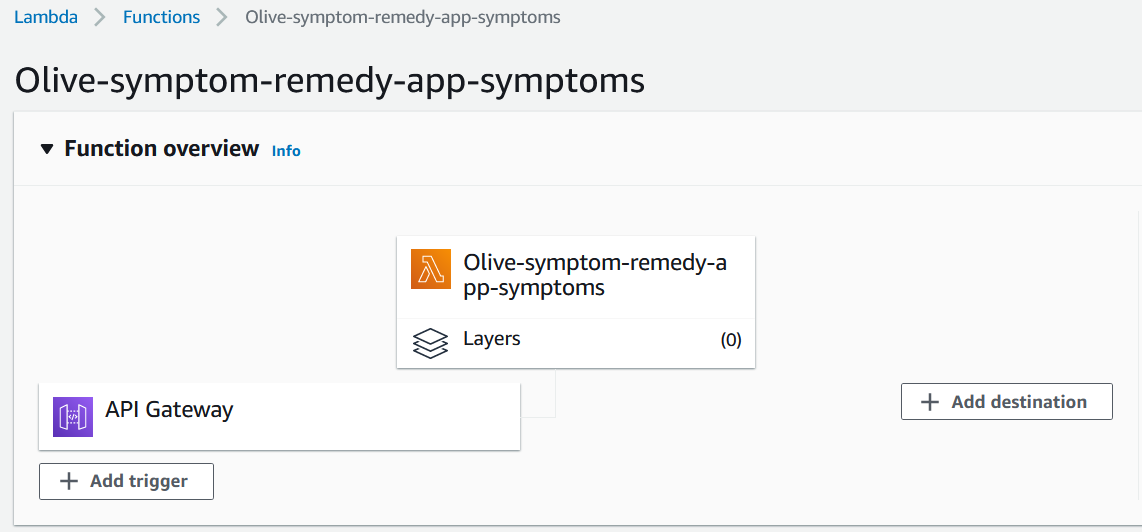 Lambda > Functions > Olive-symptom-remedy-app-symptoms
Olive-symptom-remedy-app-symptoms
Function overview Info
Olive-symptom-remedy-a
pp-symptoms
Layers (0)
API Gateway
+ Add destination
+ Add trigger